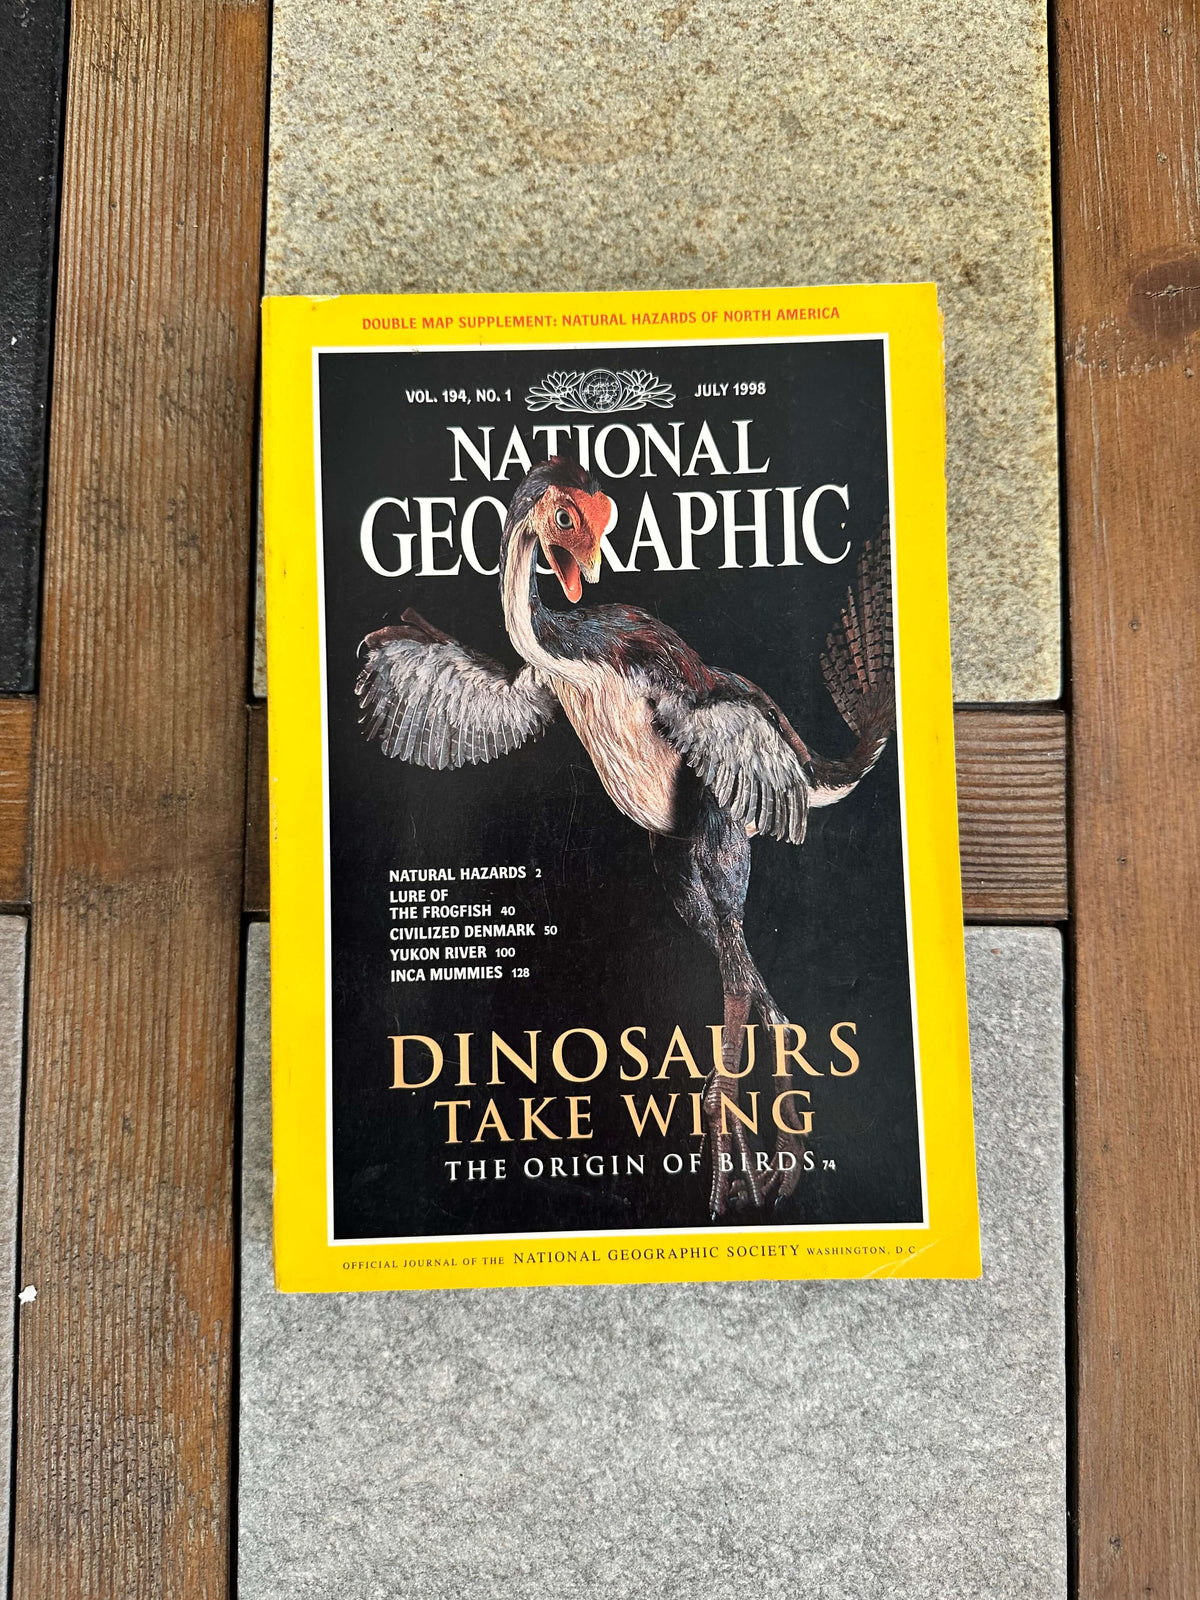 DOUBLE MAP SUPPLEMENT: NATURAL HAZARDS OF NORTH AMERICA
VOL. 194, NO. 1
JULY 1998
NATIONAL
GEOGRAPHIC
NATURAL HAZARDS 2
LURE OF
THE FROGFISH 40
CIVILIZED DENMARK 50
YUKON RIVER 100
INCA MUMMIES 128
DINOSAURS
TAKE WING
THE ORIGIN OF BIRDS 74
OFFICIAL JOURNAL OF THE NATIONAL GEOGRAPHIC SOCIETY WASHINGTON, D.C.